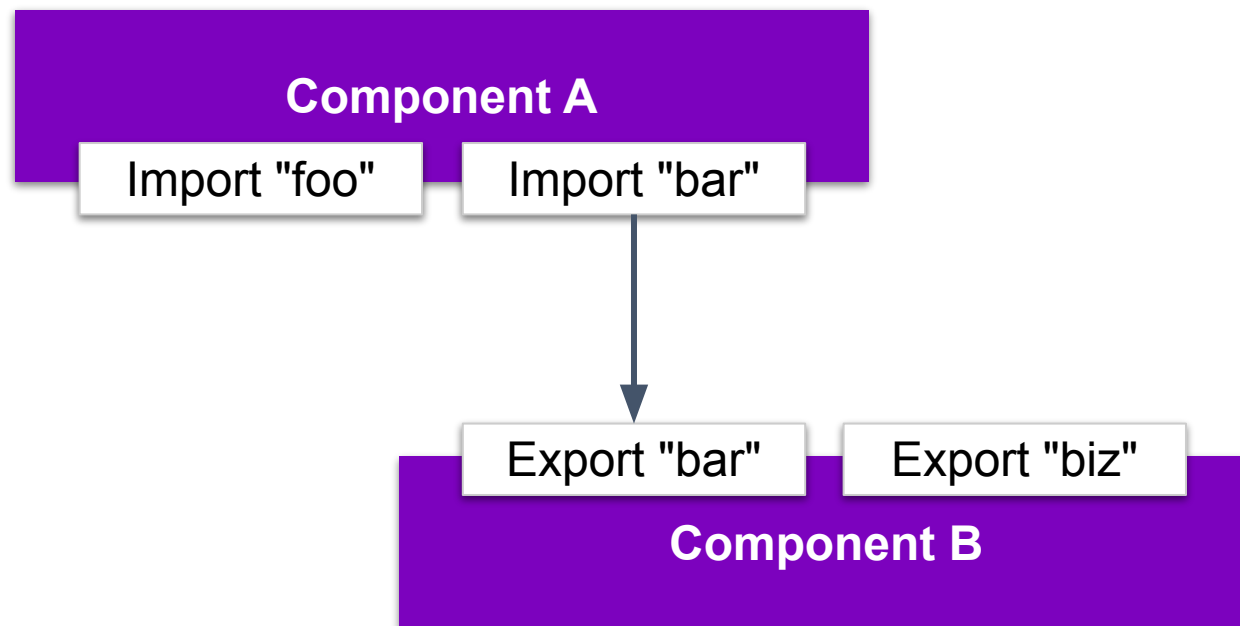 Component A
Import "foo"
Import "bar"
Export "bar"
Export "biz"
Component B